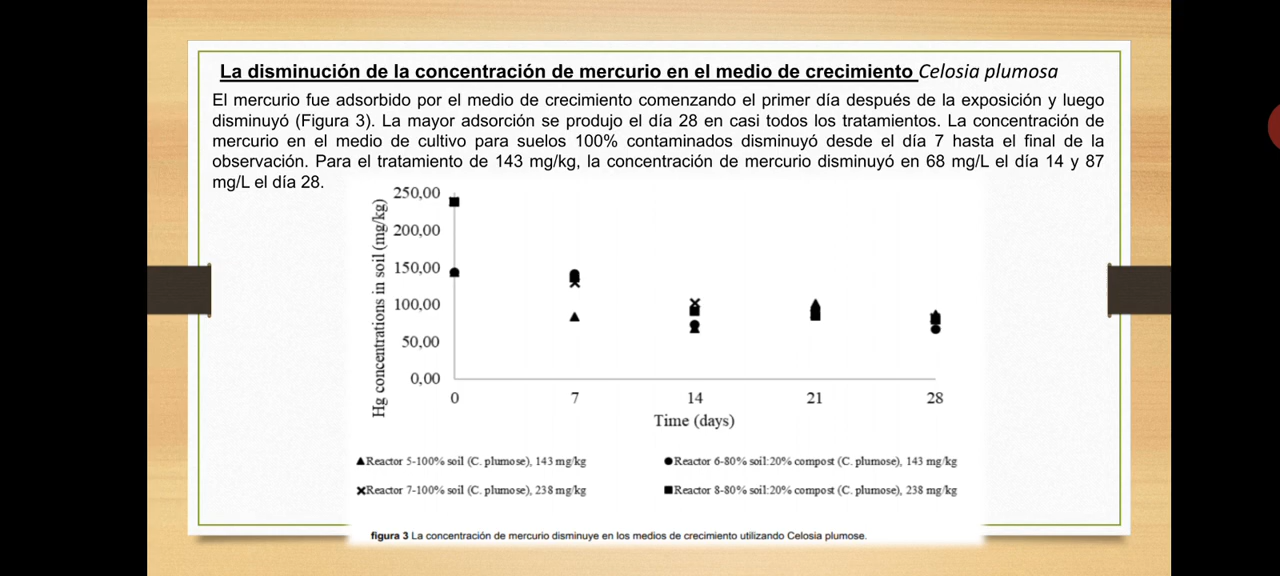 La disminución de la concentración de mercurio en el medio de crecimiento Celosia plumosa
El mercurio fue adsorbido por el medio de crecimiento comenzando el primer día después de la exposición y luego
disminuyó (Figura 3). La mayor adsorción se produjo el día 28 en casi todos los tratamientos. La concentración de
mercurio en el medio de cultivo para suelos 100% contaminados disminuyó desde el día 7 hasta el final de la
observación. Para el tratamiento de 143 mg/kg, la concentración de mercurio disminuyó en 68 mg/L el día 14 y 87
mg/L el día 28.
Hg concentrations in soil (mg/kg)
250,00
200,00
150,00
100,00
50,00
0,00
0 7 14 21 28
Time (days)
Reactor 5-100% soil (C. plumose), 143 mg/kg
Reactor 6-80% soil:20% compost (C. plumose), 143 mg/kg
Reactor 7-100% soil (C. plumose), 238 mg/kg
Reactor 8-80% soil:20% compost (C. plumose), 238 mg/kg
figura 3 La concentración de mercurio disminuye en los medios de crecimiento utilizando Celosia plumose.